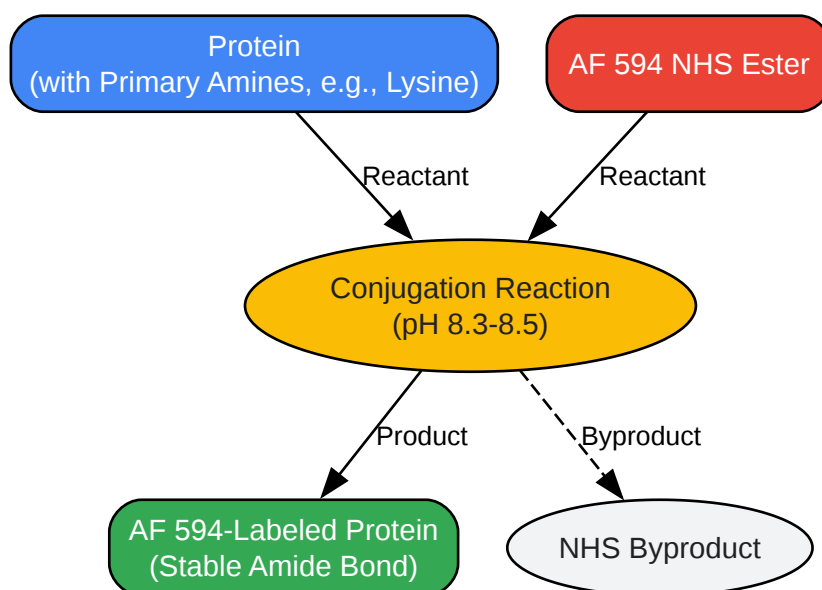 Protein
(with Primary Amines, e.g., Lysine)
AF 594 NHS Ester
Reactant
Reactant
Conjugation Reaction
(pH 8.3-8.5)
Product
Byproduct
AF 594-Labeled Protein
(Stable Amide Bond)
NHS Byproduct